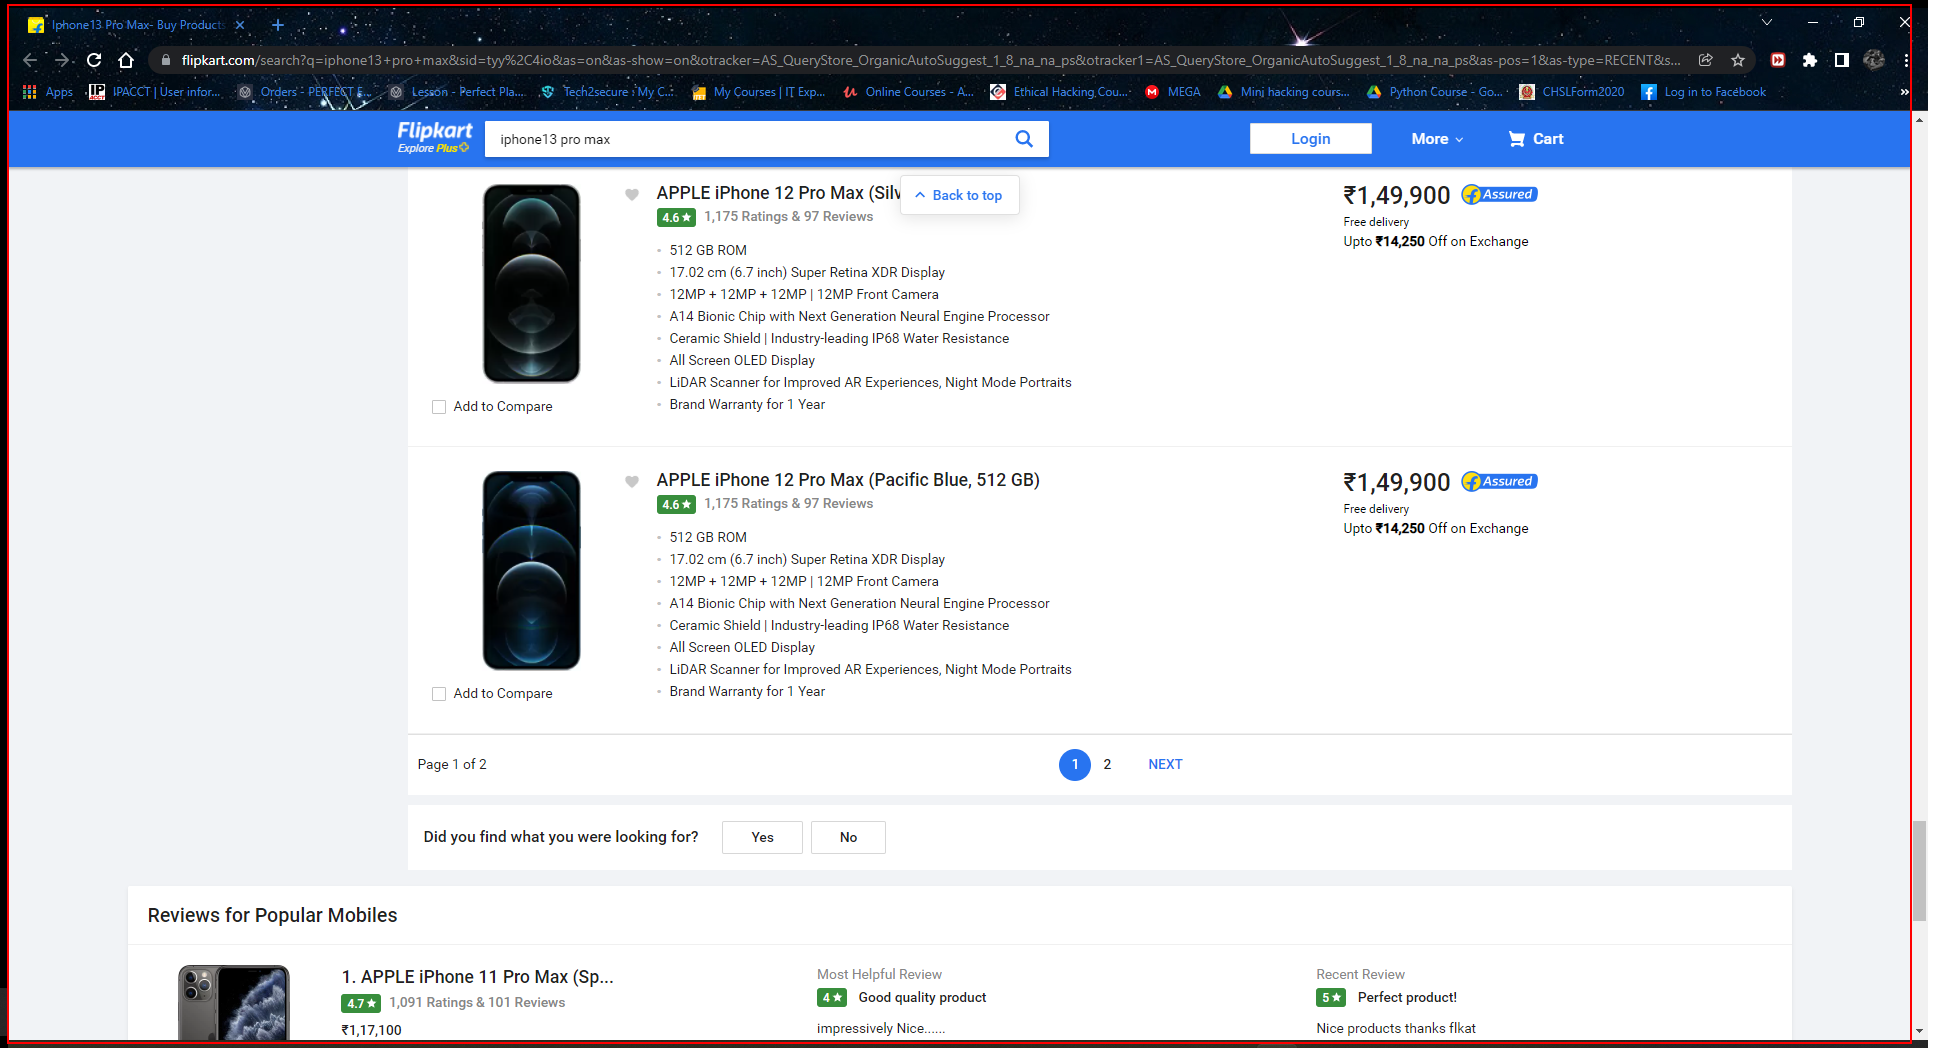 Iphone13 Pro Max- Buy Products
flipkart.com/search?q=iphone13+pro+max&sid=tyy%2C4io&as=on&as-show=on&otracker=AS_QueryStore_OrganicAutoSuggest_1_8_na_na_ps&otracker1=AS_QueryStore_OrganicAutoSuggest_1_8_na_na_ps&as-pos=1&as-type=RECENT&s...
Apps IPACCT | User infor... Orders - PERFECT E... Lesson - Perfect Pla... Tech2secure : My C... My Courses | IT Exp... Online Courses - A... Ethical Hacking Cou... MEGA Mini hacking cours... Python Course - Go... CHSLForm2020 Log in to Facebook
Flipkart
Explore Plus
iphone13 pro max
Login
More
Cart
Back to top
APPLE iPhone 12 Pro Max (Silv
4.6★ 1,175 Ratings & 97 Reviews
512 GB ROM
17.02 cm (6.7 inch) Super Retina XDR Display
12MP + 12MP + 12MP | 12MP Front Camera
A14 Bionic Chip with Next Generation Neural Engine Processor
Ceramic Shield | Industry-leading IP68 Water Resistance
All Screen OLED Display
LiDAR Scanner for Improved AR Experiences, Night Mode Portraits
Brand Warranty for 1 Year
₹1,49,900 Assured
Free delivery
Upto ₹14,250 Off on Exchange
Add to Compare
APPLE iPhone 12 Pro Max (Pacific Blue, 512 GB)
4.6★ 1,175 Ratings & 97 Reviews
512 GB ROM
17.02 cm (6.7 inch) Super Retina XDR Display
12MP + 12MP + 12MP | 12MP Front Camera
A14 Bionic Chip with Next Generation Neural Engine Processor
Ceramic Shield | Industry-leading IP68 Water Resistance
All Screen OLED Display
LiDAR Scanner for Improved AR Experiences, Night Mode Portraits
Brand Warranty for 1 Year
₹1,49,900 Assured
Free delivery
Upto ₹14,250 Off on Exchange
Add to Compare
Page 1 of 2
1 2 NEXT
Did you find what you were looking for? Yes No
Reviews for Popular Mobiles
1. APPLE iPhone 11 Pro Max (Sp...
4.7★ 1,091 Ratings & 101 Reviews
₹1,17,100
Most Helpful Review
4★ Good quality product
impressively Nice......
Recent Review
5★ Perfect product!
Nice products thanks flkat